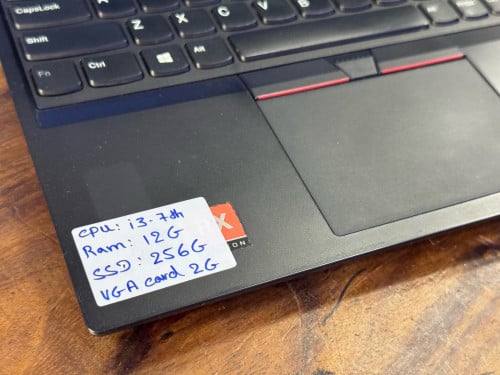 CapsLock
Z
X
C
V
B
N
M
Shift
Fn
Ctrl
Alt
CPU: i3-7th
Ram: 12G
SSD: 256G
VGA card 2G